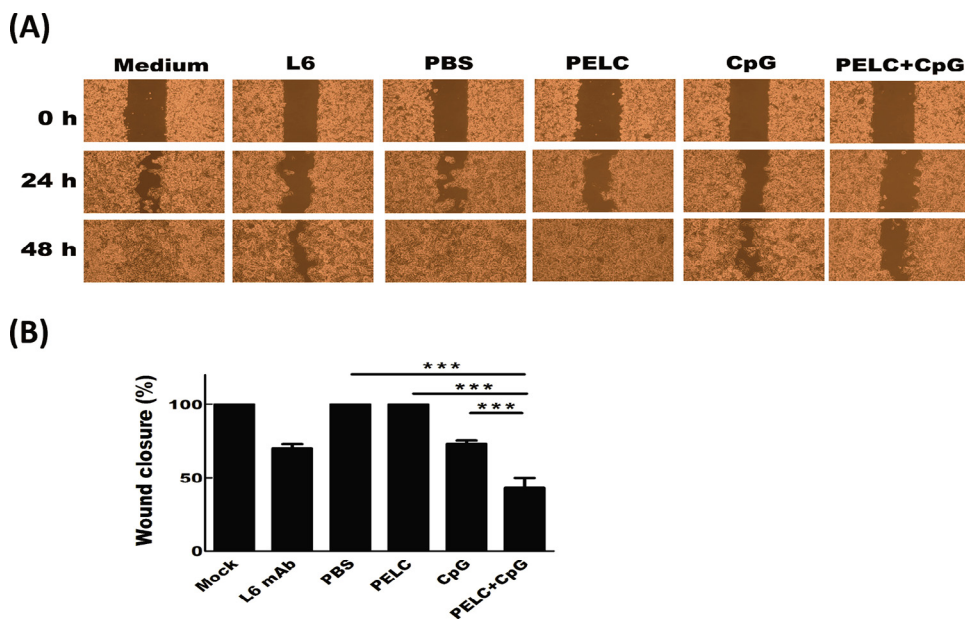 (A)
Medium L6 PBS PELC CpG PELC+CpG
0 h
24 h
48 h
(B)
Wound closure (%)
100
50
0
***
***
***
Mock L6 mAb PBS PELC CpG PELC+CpG